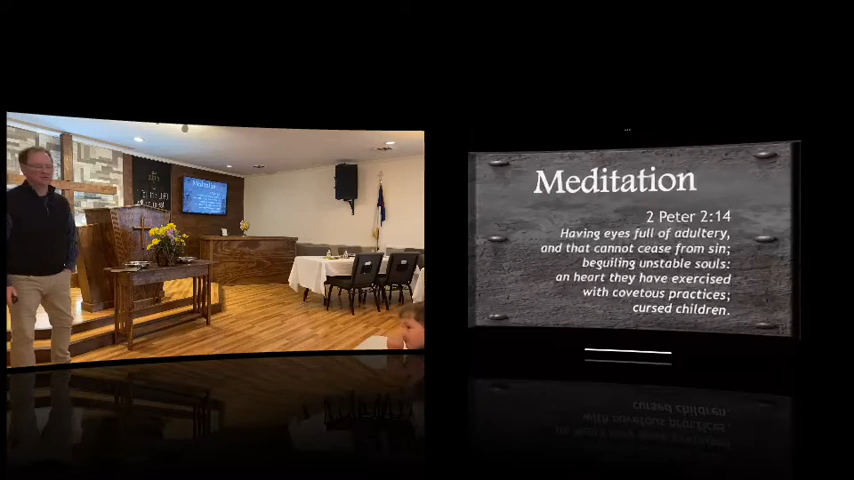 Meditation
2 Peter 2:14
Having eyes full of adultery,
and that cannot cease from sin;
beguiling unstable souls:
an heart they have exercised
with covetous practices;
cursed children.